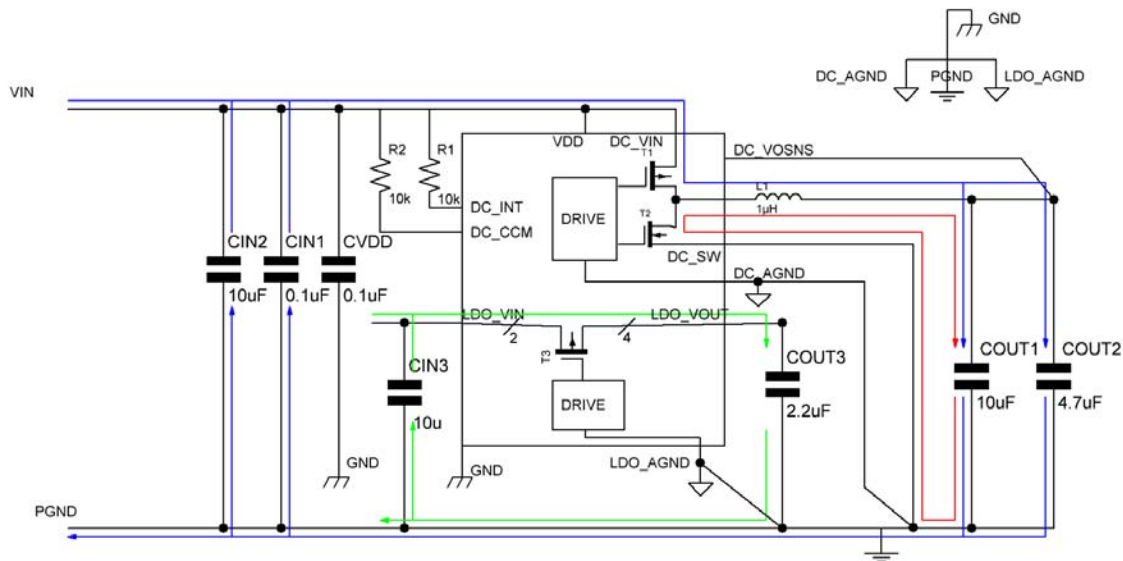 GND
DC_AGND PGND LDO_AGND
VIN
VDD DC_VIN
R2 R1 T1 DC_VOSNS
10k 10k L1
DC_INT 1µH
DRIVE T2
DC_CCM
CIN2 CIN1 CVDD DC_SW
10uF 0.1uF 0.1uF DC_AGND
LDO_VIN LDO_VOUT
2 4
CIN3 T3 COUT3 COUT1 COUT2
10u DRIVE 2.2uF 10uF 4.7uF
GND GND LDO_AGND
PGND